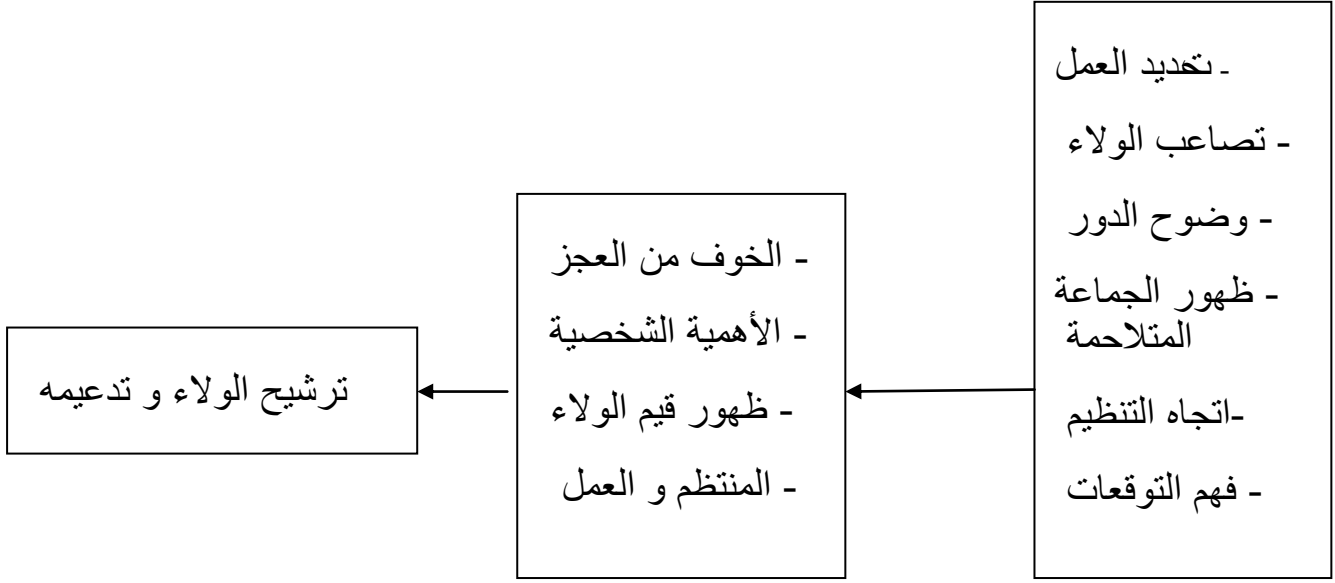 - تحديد العمل
- تصاعب الولاء
- وضوح الدور
- ظهور الجماعة
المتلاحمة
-اتجاه التنظيم
- فهم التوقعات
- الخوف من العجز
- الأهمية الشخصية
- ظهور قيم الولاء
- المنتظم و العمل
ترشيح الولاء و تدعيمه